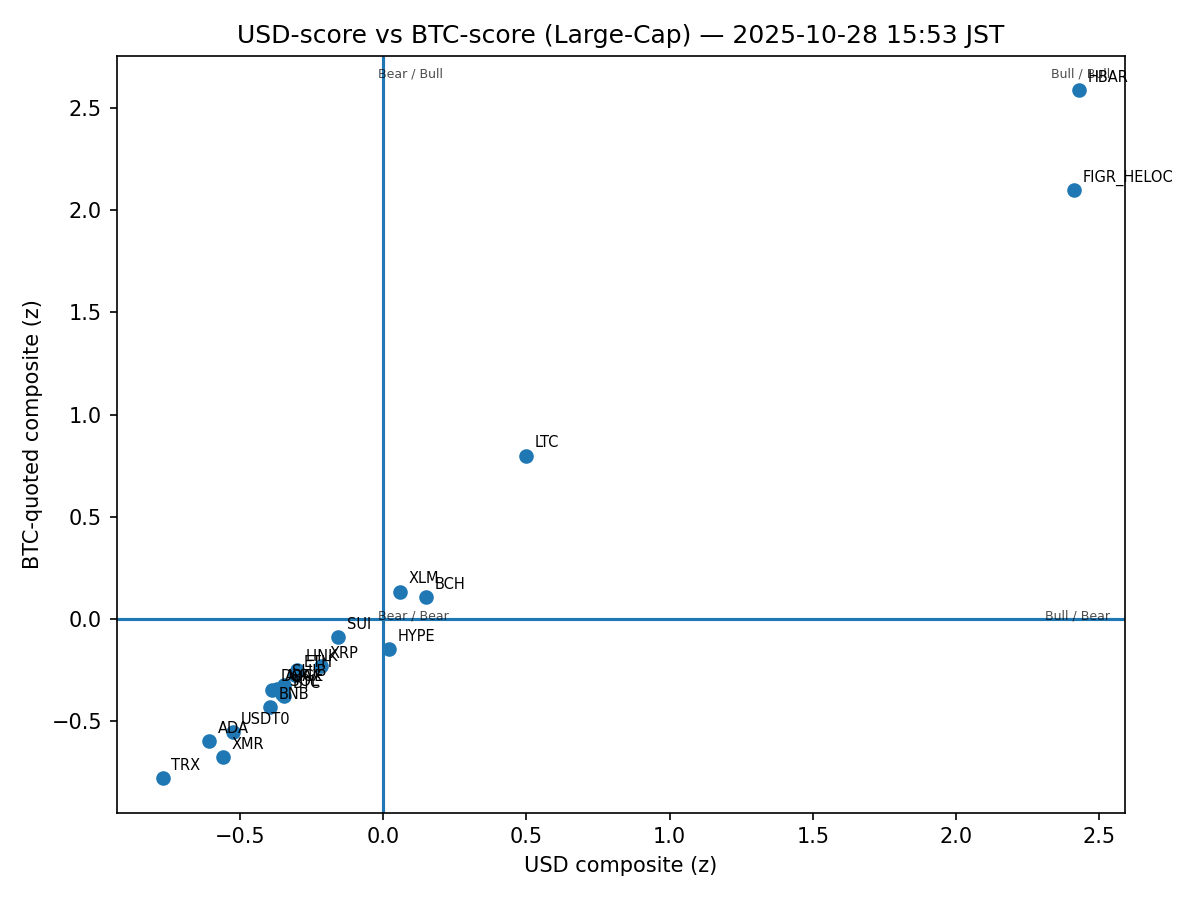 USD-score vs BTC-score (Large-Cap) — 2025-10-28 15:53 JST
Bear / Bull
Bull / Bull
HBAR
FIGR_HELOC
LTC
XLM
BCH
Bear / Bear
Bull / Bear
SUI
HYPE
LINK
XRP
ETH
BNB
USDT0
ADA
XMR
TRX
2.5
2.0
1.5
1.0
0.5
0.0
−0.5
−0.5
0.0
0.5
1.0
1.5
2.0
2.5
USD composite (z)
BTC-quoted composite (z)